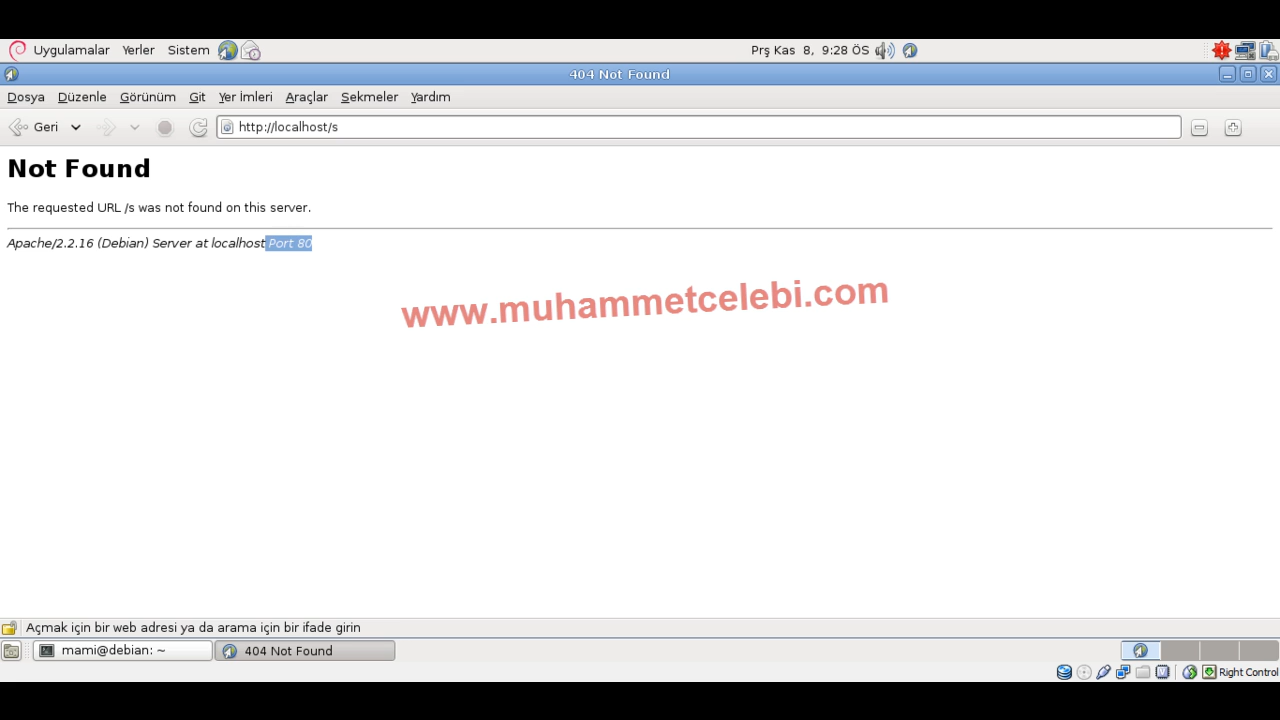 Uygulamalar Yerler Sistem Prş Kas 8, 9:28 ÖS
404 Not Found
Dosya Düzenle Görünüm Git Yer İmleri Araçlar Sekmeler Yardım
Geri http://localhost/s
Not Found
The requested URL /s was not found on this server.
Apache/2.2.16 (Debian) Server at localhost Port 80
www.muhammetcelebi.com
Açmak için bir web adresi ya da arama için bir ifade girin
mami@debian: ~ 404 Not Found
Right Control